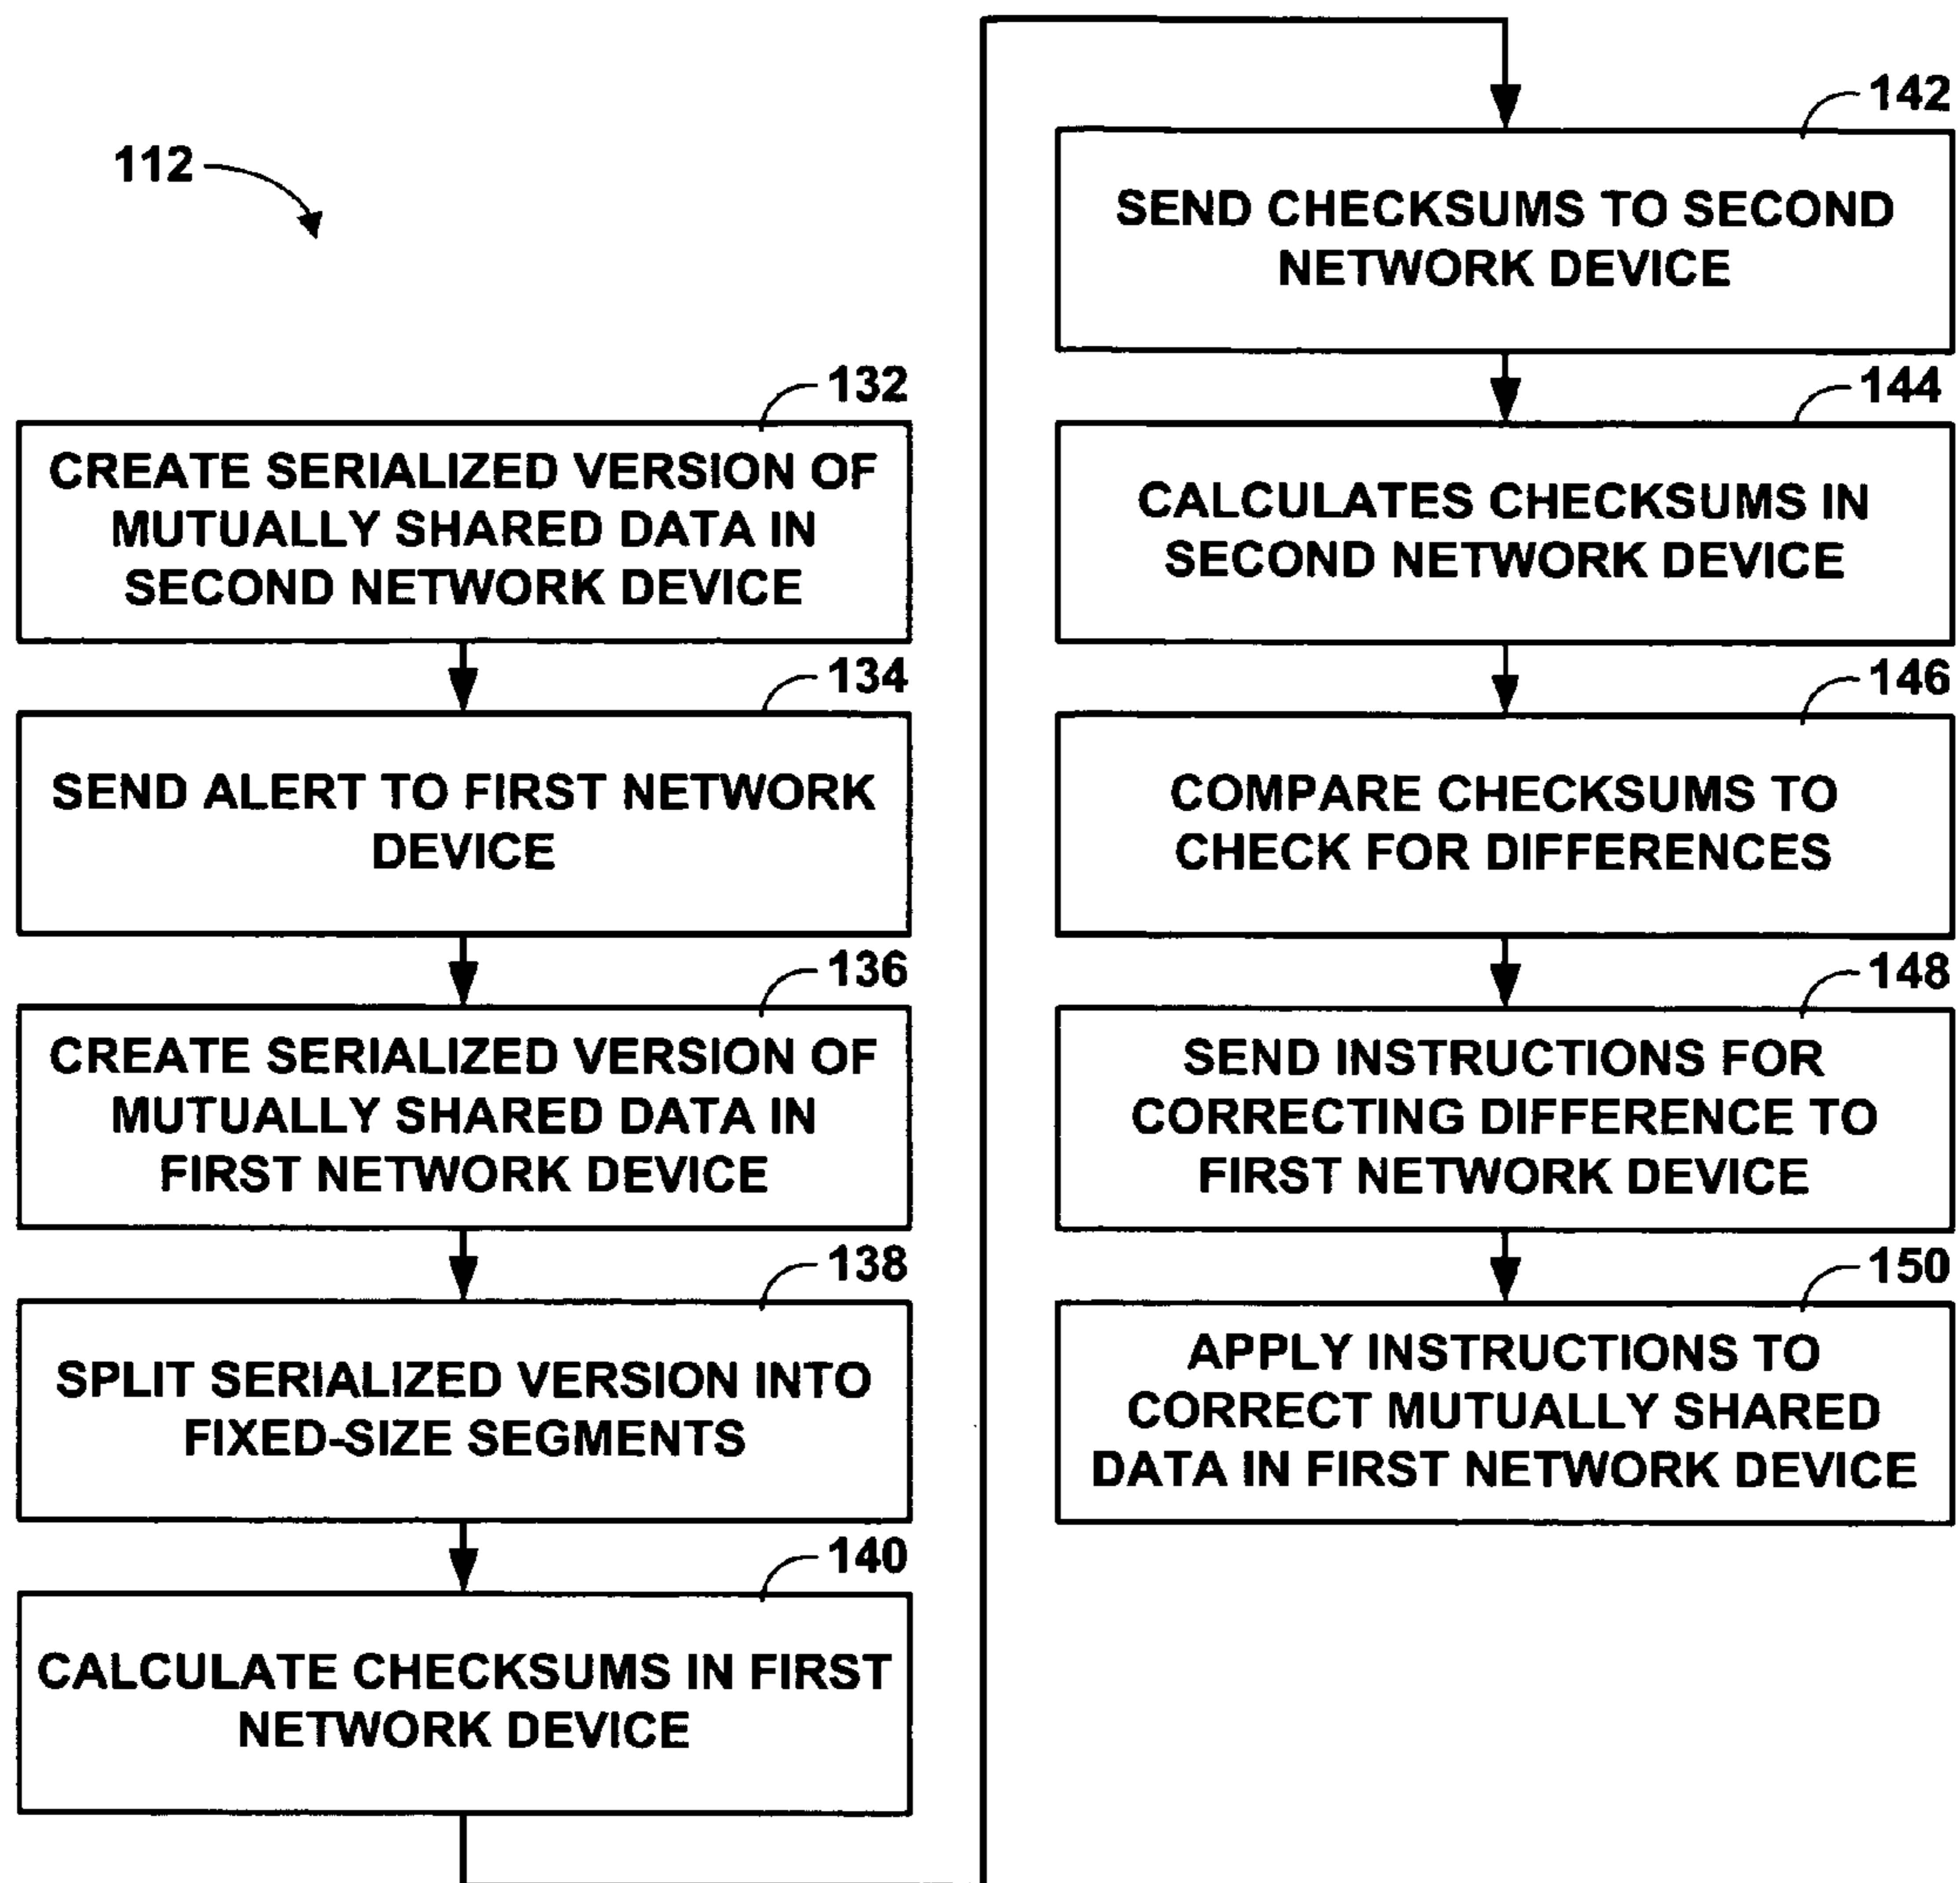 112
132
CREATE SERIALIZED VERSION OF
MUTUALLY SHARED DATA IN
SECOND NETWORK DEVICE
134
SEND ALERT TO FIRST NETWORK
DEVICE
136
CREATE SERIALIZED VERSION OF
MUTUALLY SHARED DATA IN
FIRST NETWORK DEVICE
138
SPLIT SERIALIZED VERSION INTO
FIXED-SIZE SEGMENTS
140
CALCULATE CHECKSUMS IN FIRST
NETWORK DEVICE
142
SEND CHECKSUMS TO SECOND
NETWORK DEVICE
144
CALCULATES CHECKSUMS IN
SECOND NETWORK DEVICE
146
COMPARE CHECKSUMS TO
CHECK FOR DIFFERENCES
148
SEND INSTRUCTIONS FOR
CORRECTING DIFFERENCE TO
FIRST NETWORK DEVICE
150
APPLY INSTRUCTIONS TO
CORRECT MUTUALLY SHARED
DATA IN FIRST NETWORK DEVICE